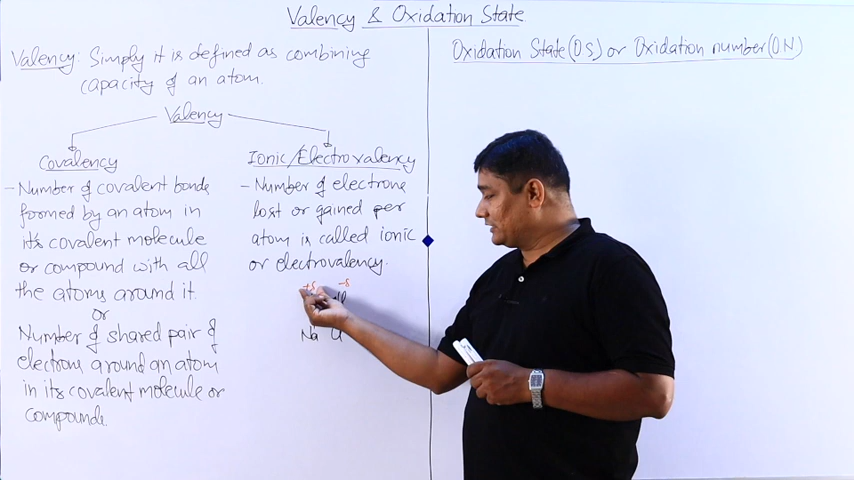 Valency & Oxidation State
Valency: Simply it is defined as combining
capacity of an atom.
Valency
Covalency
- Number of covalent bonds
formed by an atom in
it's covalent molecule
or compound with all
the atoms around it.
or
Number of shared pair of
electrons around an atom
in its covalent molecule or
compounds.
Ionic/Electrovalency
- Number of electrons
lost or gained per
atom is called ionic
or electrovalency.
+δ -δ
Na Cl
Oxidation State (OS) or Oxidation number (ON)